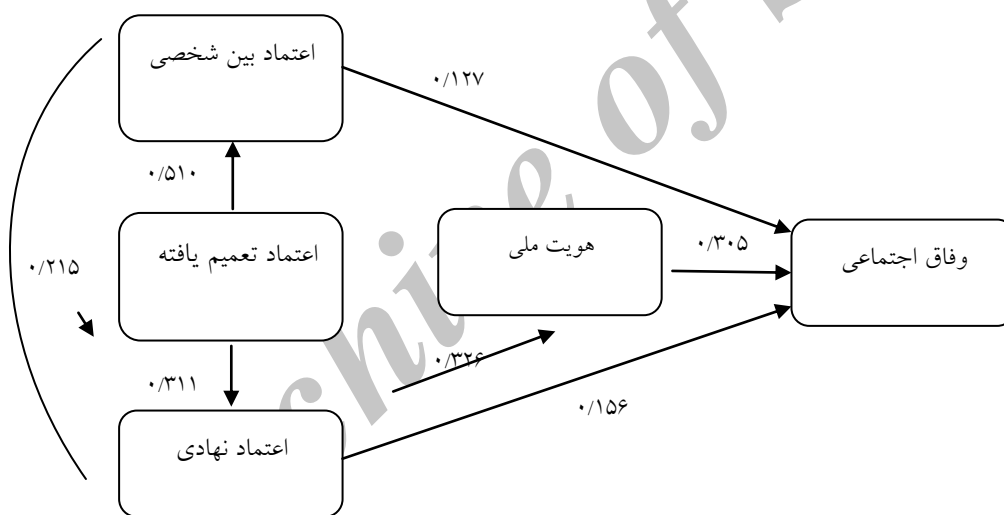 اعتماد بین شخصی
۰/۱۲۷
۰/۵۱۰
اعتماد تعمیم یافته
هویت ملی
۰/۳۰۵
وفاق اجتماعی
۰/۲۱۵
۰/۳۱۱
۰/۳۲۶
۰/۱۵۶
اعتماد نهادی